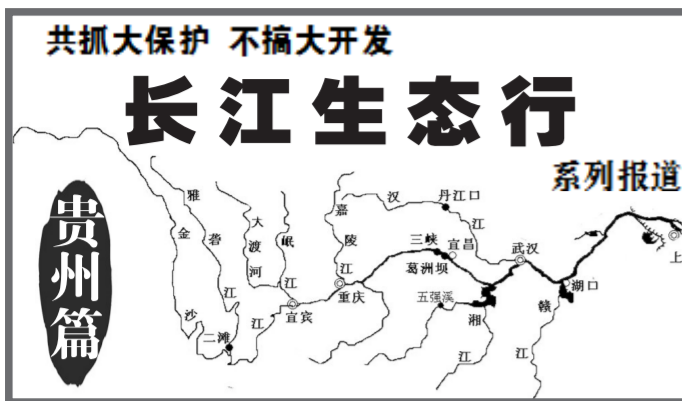 共抓大保护 不搞大开发
长江生态行
系列报道
贵州篇
雅砻江
金沙江
大渡河
岷江
嘉陵江
汉江
丹江口
三峡
宜昌
葛洲坝
武汉
上
五强溪
重庆
宜宾
湖口
赣江
湘江
二滩